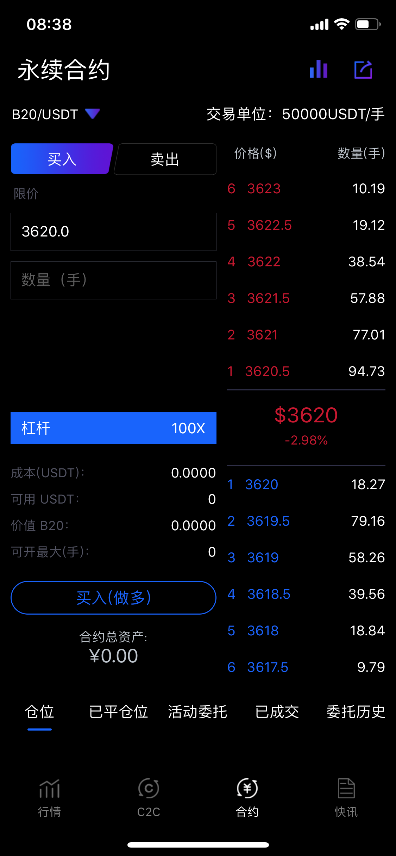 08:38
永续合约
B20/USDT
交易单位：50000USDT/手
买入
卖出
限价
3620.0
数量（手）
杠杆 100X
成本(USDT)： 0.0000
可用 USDT： 0
价值 B20： 0.0000
可开最大(手)： 0
买入(做多)
合约总资产:
¥0.00
价格($) 数量(手)
6 3623 10.19
5 3622.5 19.12
4 3622 38.54
3 3621.5 57.88
2 3621 77.01
1 3620.5 94.73
$3620
-2.98%
1 3620 18.27
2 3619.5 79.16
3 3619 58.26
4 3618.5 39.56
5 3618 18.84
6 3617.5 9.79
仓位 已平仓位 活动委托 已成交 委托历史
行情 C2C 合约 快讯